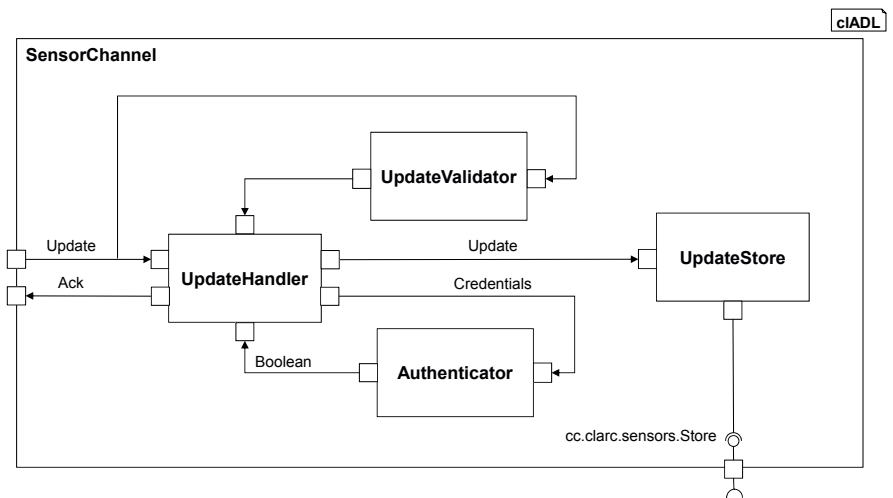 clADL
SensorChannel
UpdateValidator
Update
Update
UpdateStore
UpdateHandler
Ack
Credentials
Boolean
Authenticator
cc.clarc.sensors.Store